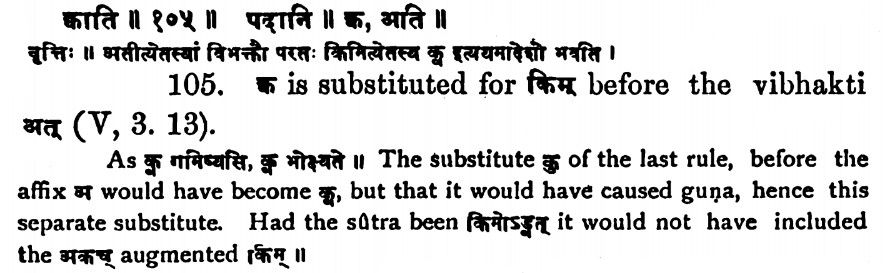 क्वाति ॥ १०५ ॥ पदानि ॥ क्व, अति ॥
वृत्तिः ॥ अतीत्येतस्यां विभक्तौ परतः किमित्येतस्य क्व इत्ययमादेशो भवति ।
105. क्व is substituted for किम् before the vibhakti
अत् (V, 3. 13).
As क्व गमिष्यसि, क्व भोक्ष्यते ॥ The substitute कु of the last rule, before the
affix अ would have become क्व, but that it would have caused guṇa, hence this
separate substitute. Had the sûtra been it would not have included
the अकच् augmented किम् ॥